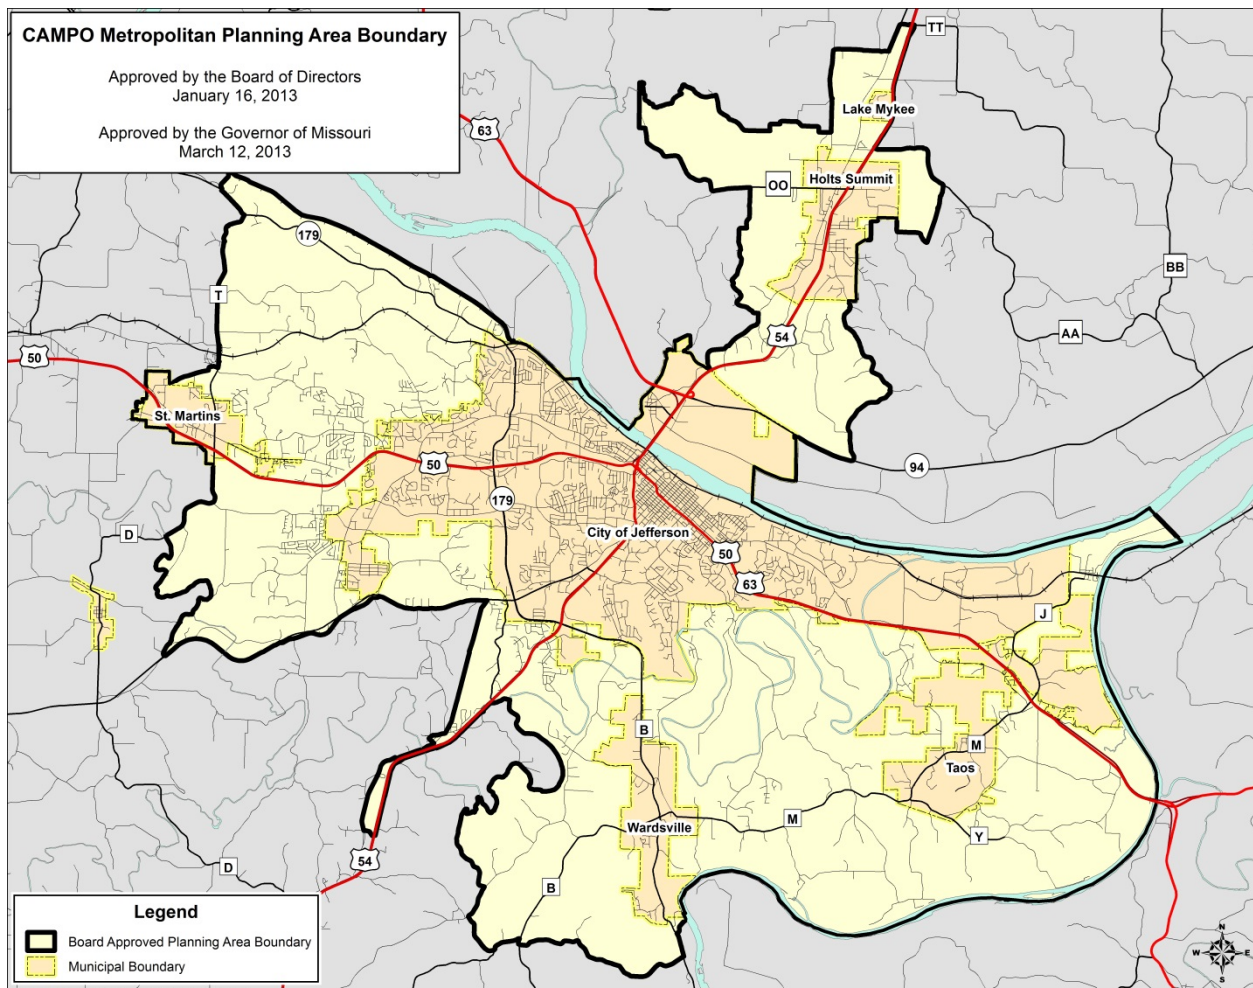 CAMPO Metropolitan Planning Area Boundary
Approved by the Board of Directors
January 16, 2013
Approved by the Governor of Missouri
March 12, 2013
TT
63
Lake Mykee
Holts Summit
OO
179
T
BB
54
AA
50
St. Martins
50
94
179
City of Jefferson
D
50
63
J
B
M
Taos
Wardsville
M
Y
54
D
B
Legend
Board Approved Planning Area Boundary
Municipal Boundary
N
W
E
S